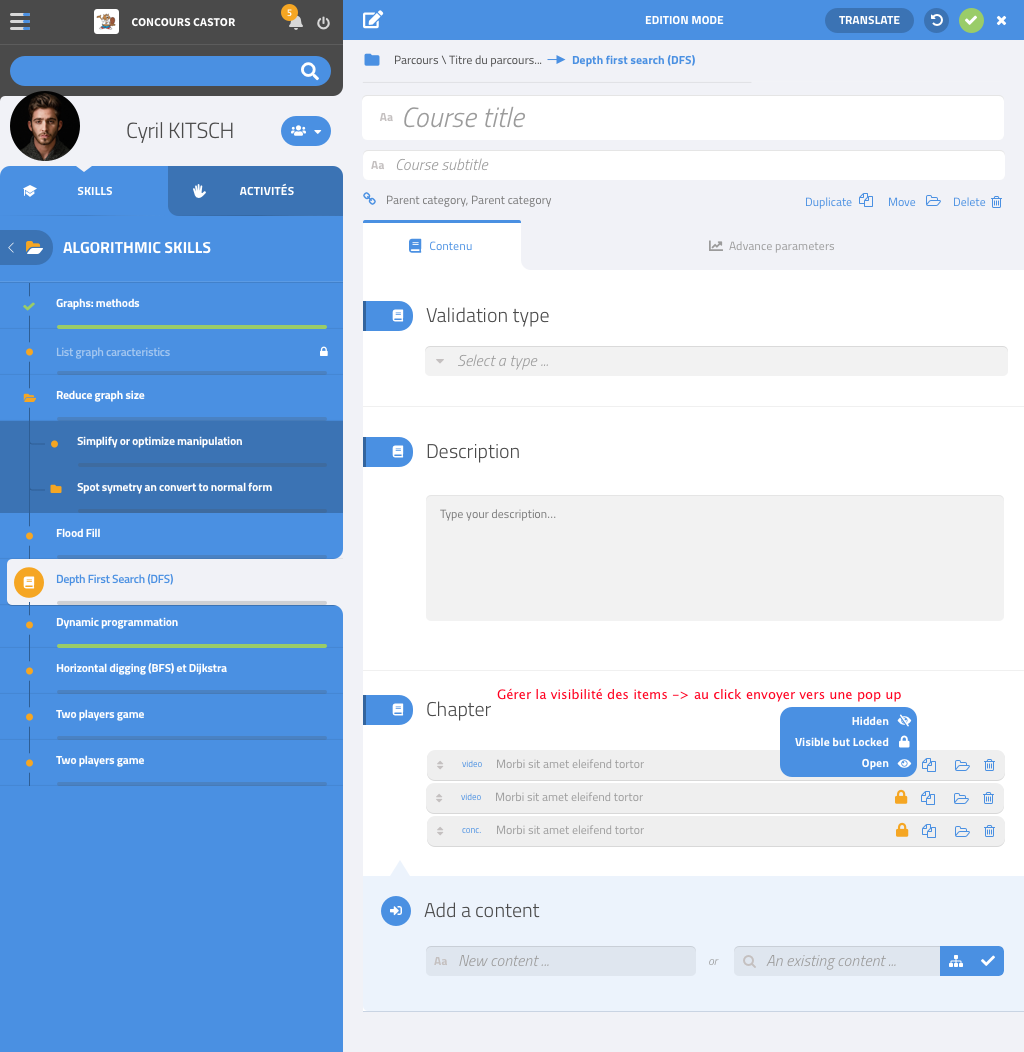 CONCOURS CASTOR
5
EDITION MODE
TRANSLATE
Parcours \ Titre du parcours...
Depth first search (DFS)
Cyril KITSCH
Aa Course title
Aa Course subtitle
SKILLS
ACTIVITÉS
Parent category, Parent category
Duplicate
Move
Delete
ALGORITHMIC SKILLS
Contenu
Advance parameters
Graphs: methods
List graph caracteristics
Reduce graph size
Simplify or optimize manipulation
Spot symetry an convert to normal form
Flood Fill
Depth First Search (DFS)
Dynamic programmation
Horizontal digging (BFS) et Dijkstra
Two players game
Two players game
Validation type
Select a type ...
Description
Type your description...
Gérer la visibilité des items -> au click envoyer vers une pop up
Chapter
Hidden
Visible but Locked
Open
video Morbi sit amet eleifend tortor
video Morbi sit amet eleifend tortor
conc. Morbi sit amet eleifend tortor
Add a content
Aa New content ...
or
An existing content ...